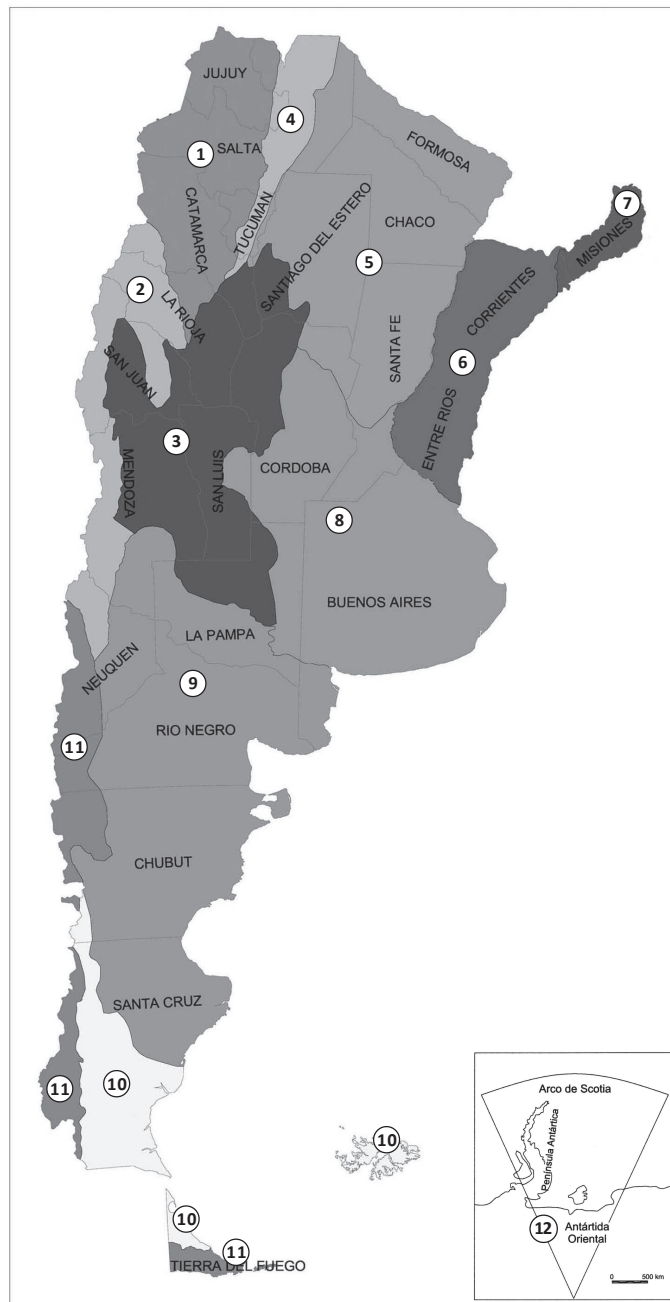 JUJUY
4
FORMOSA
1
SALTA
TUCUMAN
CATAMARCA
SANTIAGO DEL ESTERO
CHACO
7
MISIONES
5
2
LA RIOJA
CORRIENTES
SANTA FE
6
SAN JUAN
ENTRE RIOS
3
MENDOZA
SAN LUIS
CORDOBA
8
BUENOS AIRES
LA PAMPA
NEUQUEN
9
RIO NEGRO
11
CHUBUT
SANTA CRUZ
10
11
10
10
11
TIERRA DEL FUEGO
Arco de Scotia
Península Antártica
12
Antártida
Oriental
0 500 km